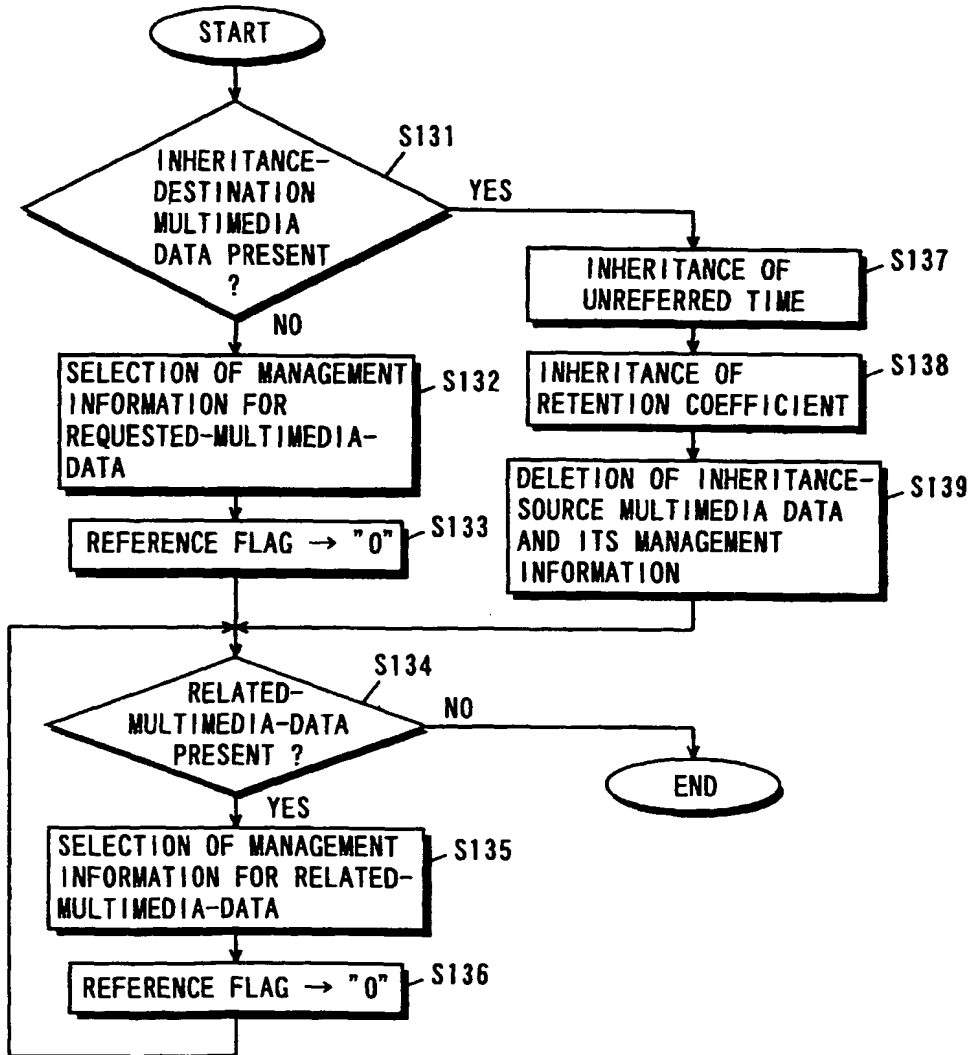 START
S131
INHERITANCE-
DESTINATION
MULTIMEDIA
DATA PRESENT
?
YES
NO
S137
INHERITANCE OF
UNREFERRED TIME
S138
INHERITANCE OF
RETENTION COEFFICIENT
S139
DELETION OF INHERITANCE-
SOURCE MULTIMEDIA DATA
AND ITS MANAGEMENT
INFORMATION
S132
SELECTION OF MANAGEMENT
INFORMATION FOR
REQUESTED-MULTIMEDIA-
DATA
S133
REFERENCE FLAG → "0"
S134
RELATED-
MULTIMEDIA-DATA
PRESENT ?
NO
END
YES
S135
SELECTION OF MANAGEMENT
INFORMATION FOR RELATED-
MULTIMEDIA-DATA
S136
REFERENCE FLAG → "0"